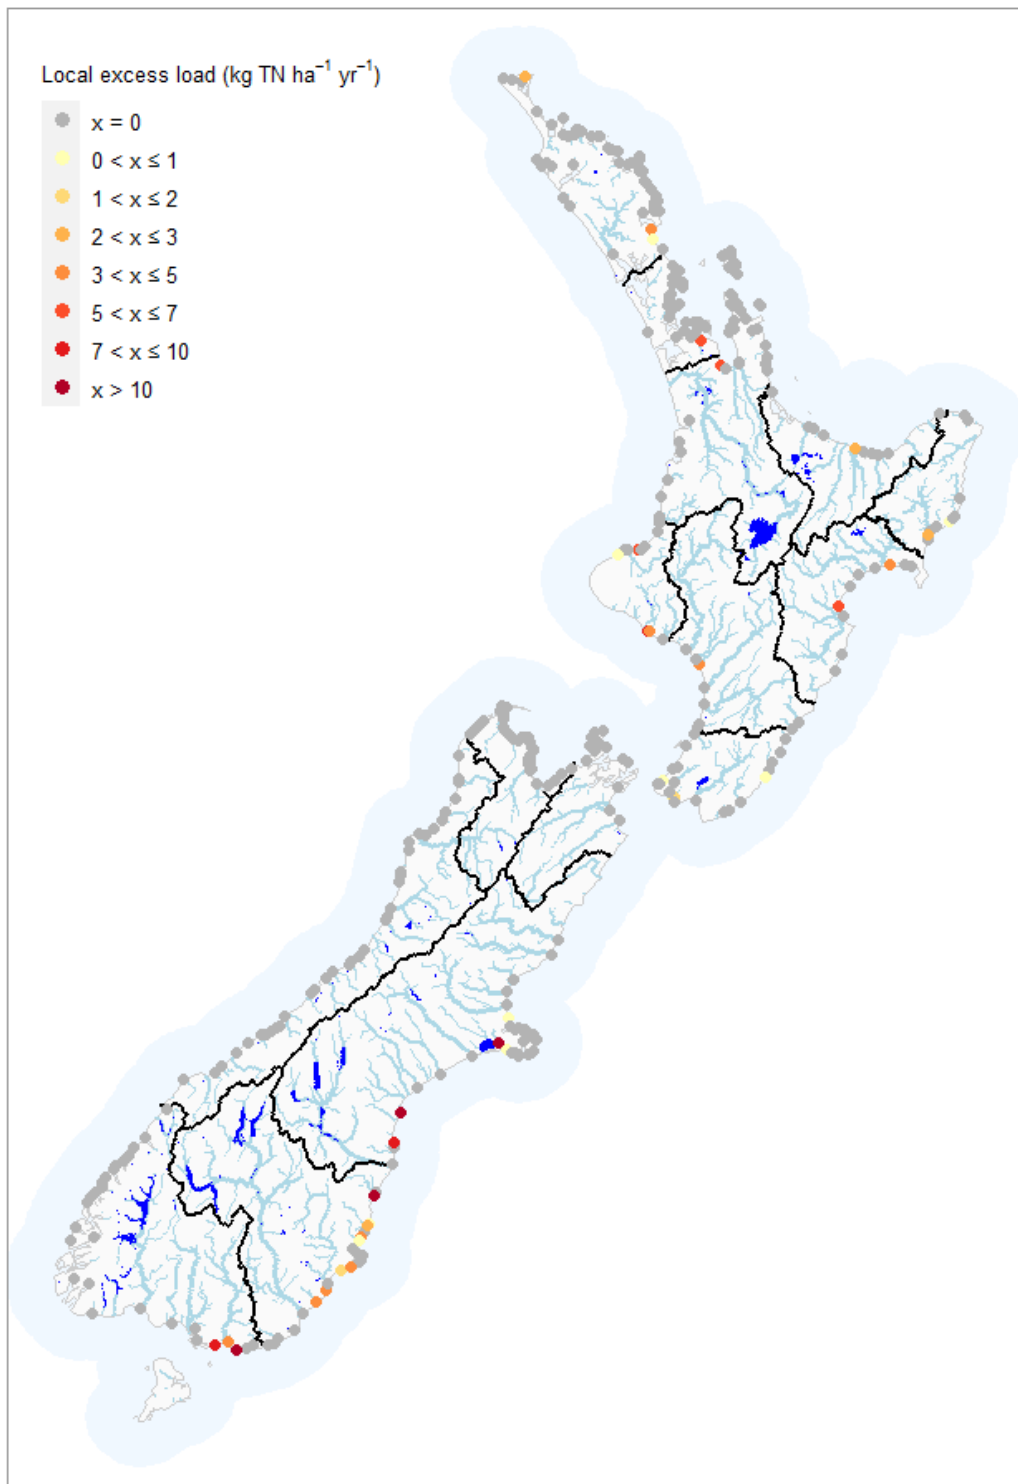 Local excess load (kg TN ha⁻¹ yr⁻¹)
x = 0
0 < x ≤ 1
1 < x ≤ 2
2 < x ≤ 3
3 < x ≤ 5
5 < x ≤ 7
7 < x ≤ 10
x > 10